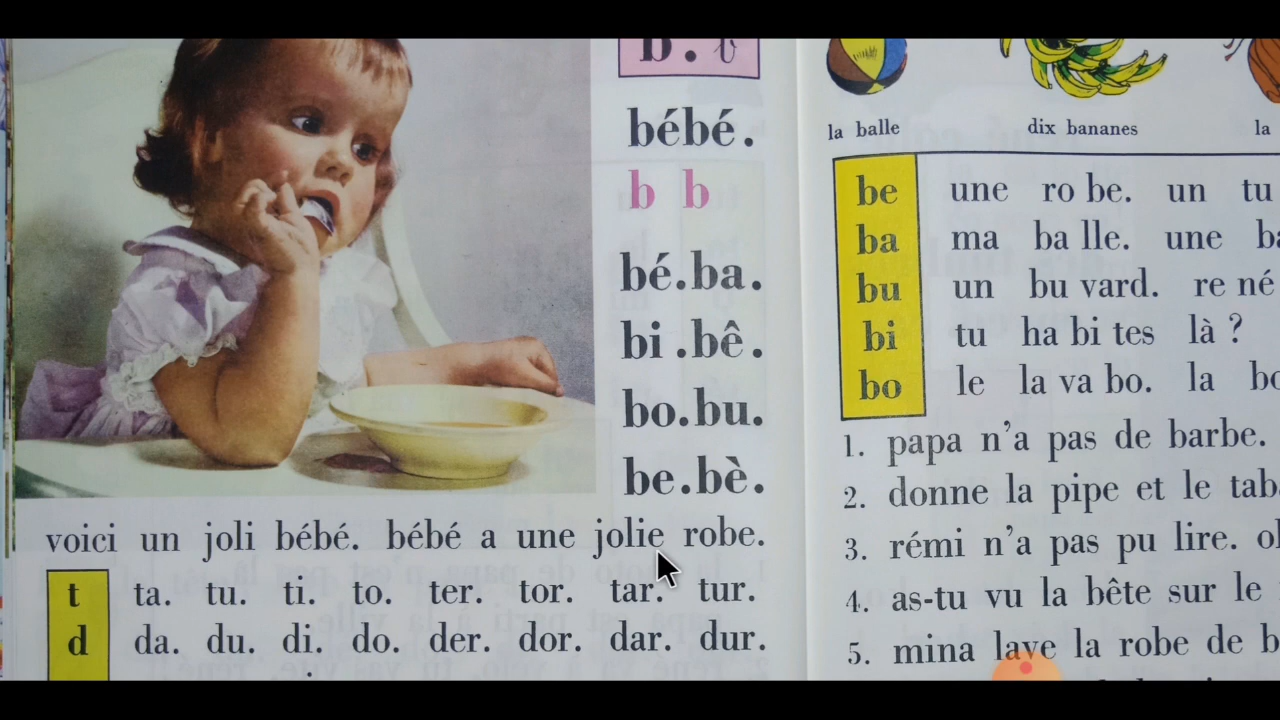 b. b
bébé.
b b
bé.ba.
bi.bê.
bo.bu.
be.bè.
voici un joli bébé. bébé a une jolie robe.
t ta. tu. ti. to. ter. tor. tar. tur.
d da. du. di. do. der. dor. dar. dur.
la balle dix bananes la
be une ro be. un tu
ba ma ba lle. une ba
bu un bu vard. re né
bi tu ha bi tes là ?
bo le la va bo. la bo
1. papa n'a pas de barbe.
2. donne la pipe et le tab
3. rémi n'a pas pu lire.
4. as-tu vu la bête sur le
5. mina lave la robe de b